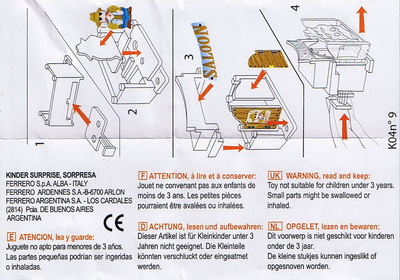 1
2
3
4
SALOON
K04 n° 9
KINDER SURPRISE, SORPRESA
FERRERO S.p.A. ALBA - ITALY
FERRERO ARDENNES S.A.-B-6700 ARLON
FERRERO ARGENTINA S.A. - LOS CARDALES
(2814) Pcia. DE BUENOS AIRES
ARGENTINA
CE
E ATENCION, lea y guarde:
Juguete no apto para menores de 3 años.
Las partes pequeñas podrían ser ingeridas
o inhaladas.
F ATTENTION, à lire et à conserver:
Jouet ne convenant pas aux enfants de
moins de 3 ans. Les petites pièces
pourraient être avalées ou inhalées.
D ACHTUNG, lesen und aufbewahren:
Dieser Artikel ist für Kleinkinder unter 3
Jahren nicht geeignet. Die Kleinteile
könnten verschluckt oder eingeatmet
werden.
UK WARNING, read and keep:
Toy not suitable for children under 3 years.
Small parts might be swallowed or
inhaled.
NL OPGELET, lezen en bewaren:
Dit voorwerp is niet geschikt voor kinderen
onder de 3 jaar.
De kleine stukjes kunnen ingeslikt of
opgesnoven worden.